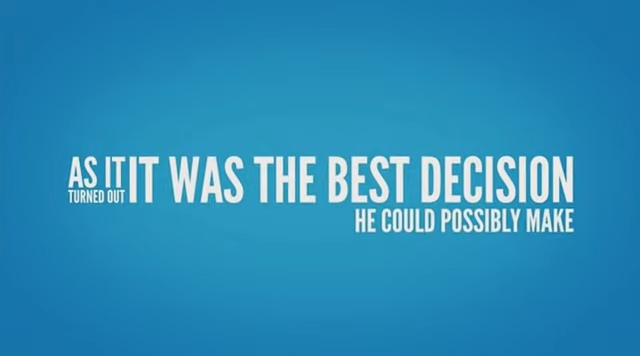 AS IT
TURNED OUT
IT WAS THE BEST DECISION
HE COULD POSSIBLY MAKE